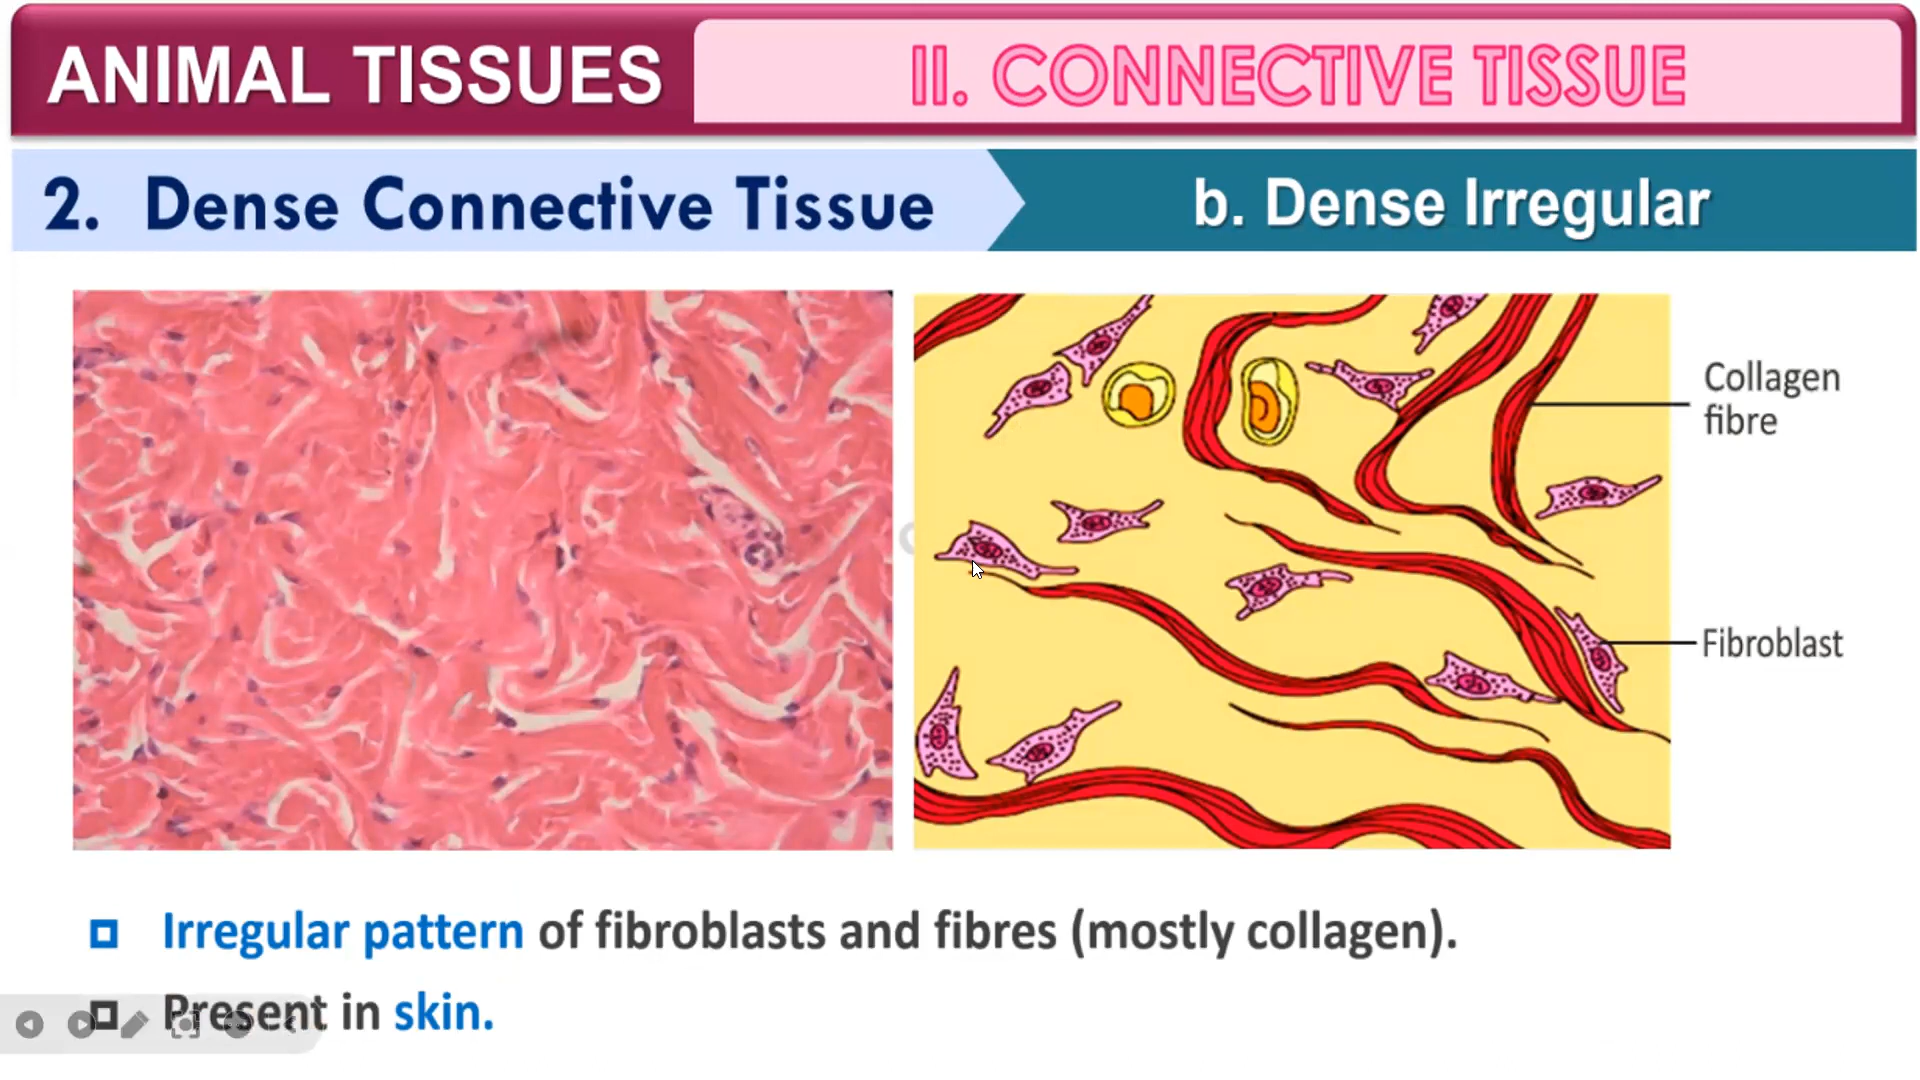 ANIMAL TISSUES
II. CONNECTIVE TISSUE
2. Dense Connective Tissue
b. Dense Irregular
Collagen
fibre
Fibroblast
Irregular pattern of fibroblasts and fibres (mostly collagen).
Present in skin.